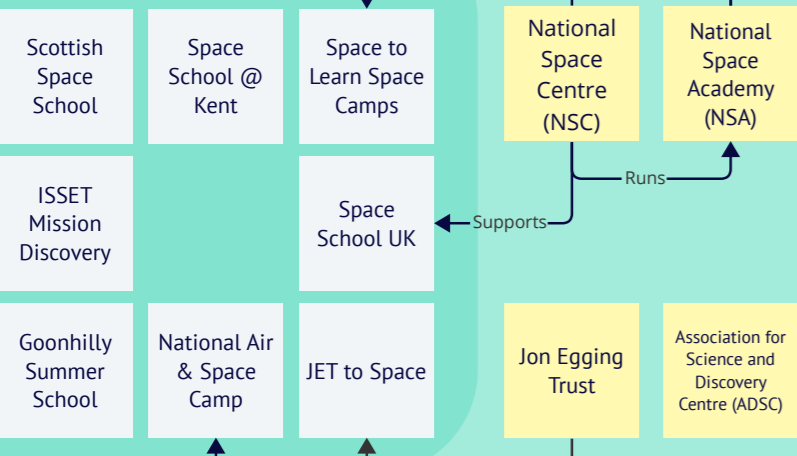 Scottish
Space
School
Space
School @
Kent
Space to
Learn Space
Camps
National
Space
Centre
(NSC)
National
Space
Academy
(NSA)
Runs
ISSET
Mission
Discovery
Space
School UK
Supports
Goonhilly
Summer
School
National Air
& Space
Camp
JET to Space
Jon Egging
Trust
Association for
Science and
Discovery
Centre (ADSC)